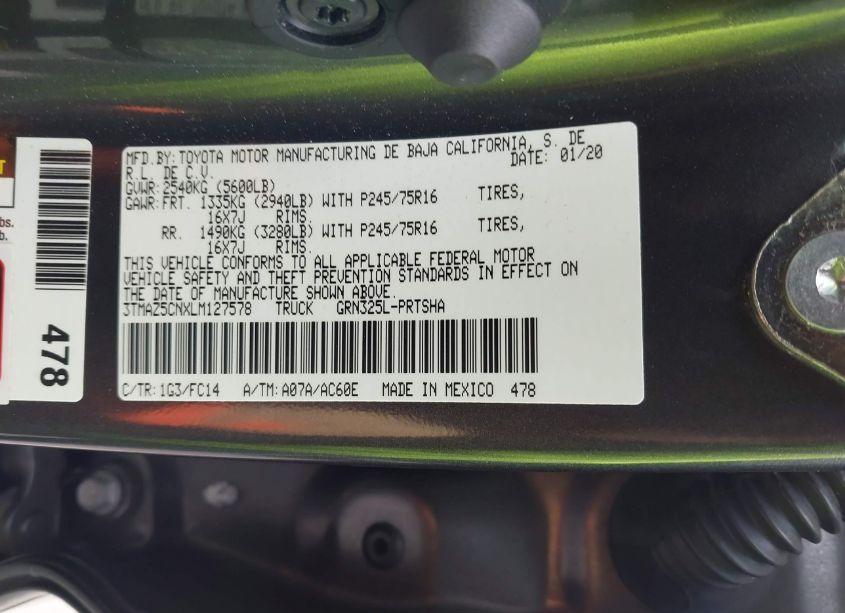 MFD.BY:TOYOTA MOTOR MANUFACTURING DE BAJA CALIFORNIA, S. DE
R.L. DE C.V. DATE: 01/20
GVWR:2540KG (5600LB)
GAWR:FRT. 1335KG (2940LB) WITH P245/75R16 TIRES,
16X7J RIMS.
RR. 1490KG (3280LB) WITH P245/75R16 TIRES,
16X7J RIMS.
THIS VEHICLE CONFORMS TO ALL APPLICABLE FEDERAL MOTOR
VEHICLE SAFETY AND THEFT PREVENTION STANDARDS IN EFFECT ON
THE DATE OF MANUFACTURE SHOWN ABOVE.
3TMAZ5CNXLM127578 TRUCK GRN325L-PRTSHA
C/TR:1G3/FC14 A/TM:A07A/AC60E MADE IN MEXICO 478
478